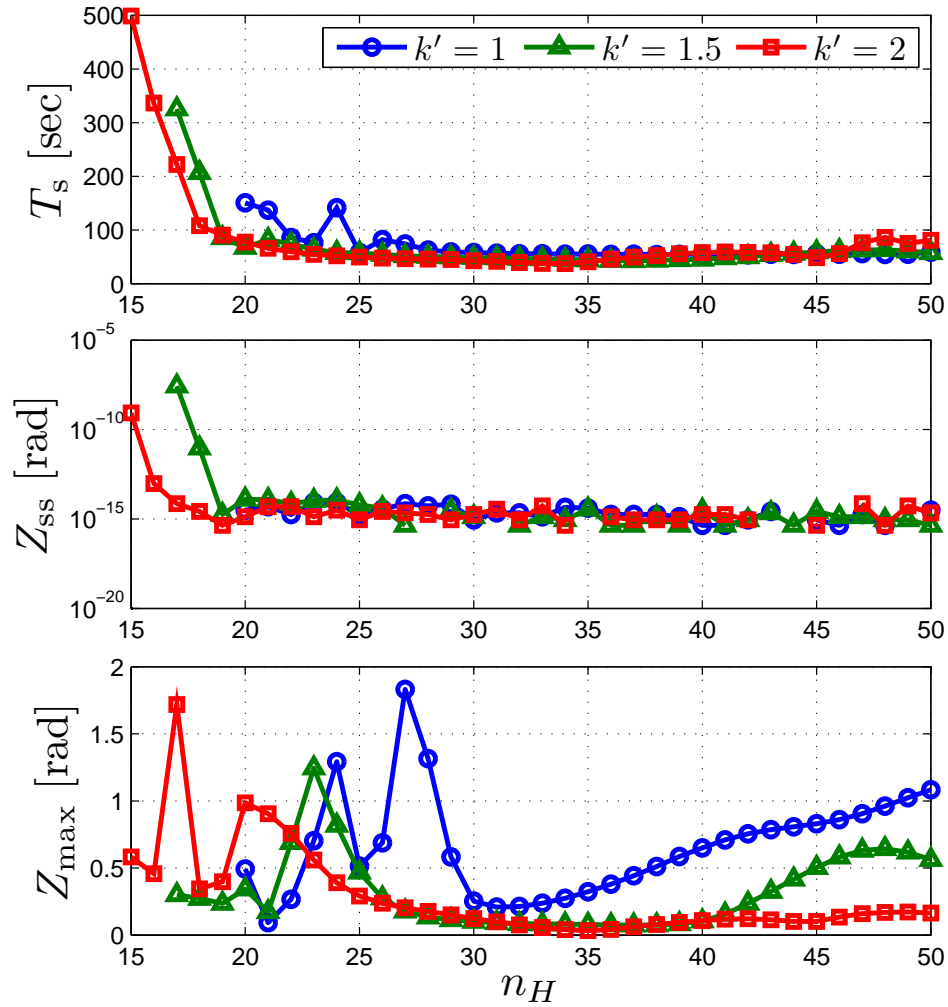 500
400
300
200
100
0
T_s [sec]
k′ = 1 k′ = 1.5 k′ = 2
15 20 25 30 35 40 45 50
10⁻⁵
10⁻¹⁰
10⁻¹⁵
10⁻²⁰
Z_ss [rad]
15 20 25 30 35 40 45 50
2
1.5
1
0.5
0
Z_max [rad]
15 20 25 30 35 40 45 50
n_H